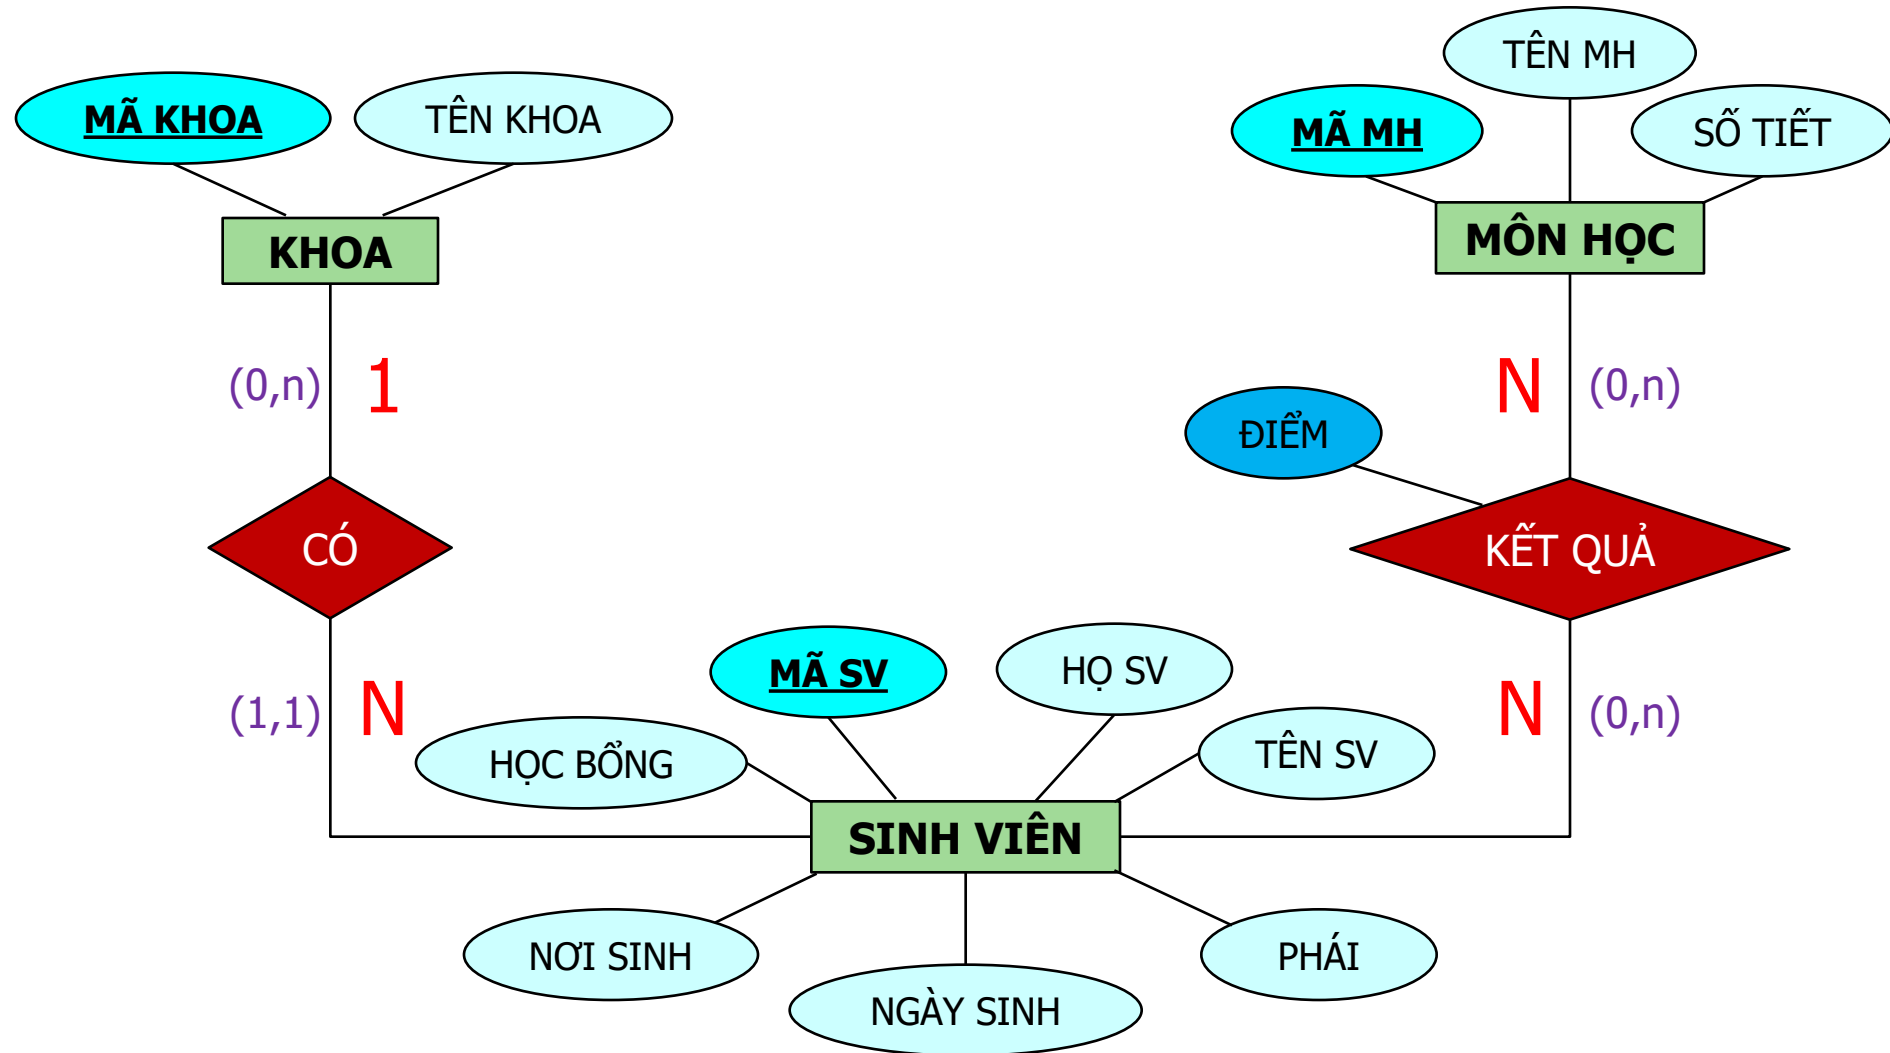 TÊN MH
MÃ KHOA
TÊN KHOA
MÃ MH
SỐ TIẾT
KHOA
MÔN HỌC
(0,n)
1
N
(0,n)
ĐIỂM
CÓ
KẾT QUẢ
MÃ SV
HỌ SV
(1,1)
N
HỌC BỔNG
TÊN SV
N
(0,n)
SINH VIÊN
NƠI SINH
NGÀY SINH
PHÁI